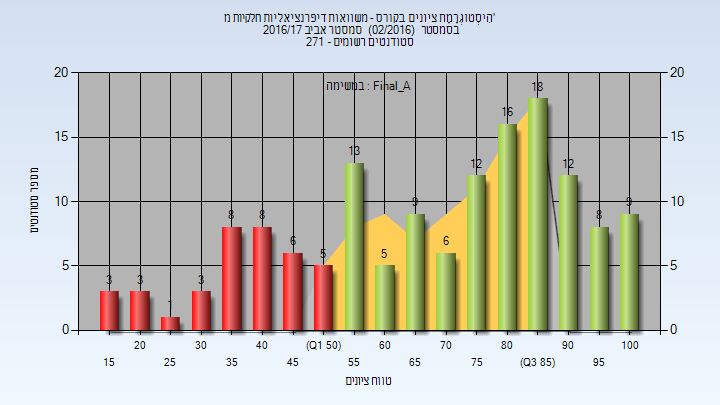 הִיסְטוֹגְרָמַת ציונים בקורס - משוואות דיפרנציאליות חלקיות מ'
בסמסטר (02/2016) סמסטר אביב 2016/17
סטודנטים רשומים - 271
במשימה : Final_A
מספר סטודנטים
20 15 10 5 0
20 15 10 5 0
3 3 1 3 8 8 6 5 13 5 9 6 12 16 18 12 8 9
20 30 40 (Q1 50) 60 70 80 90 100
15 25 35 45 55 65 75 (Q3 85) 95
טווח ציונים